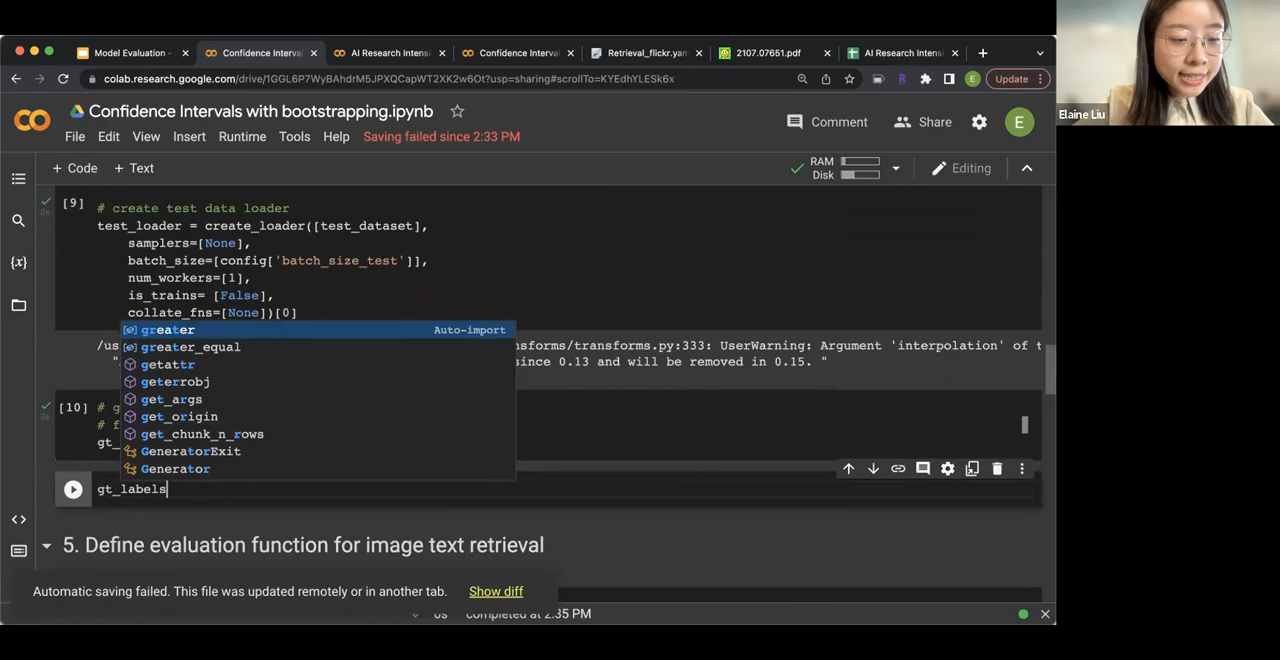 Model Evaluation -
Confidence Interva
AI Research Intensi
Confidence Interva
Retrieval_flickr.yam
2107.07651.pdf
AI Research Intensi
colab.research.google.com/drive/1GGL6P7WyBAhdrM5JPXQCapWT2XK2w6Ot?usp=sharing#scrollTo=KYEdhYLESk6x
E
Update
Elaine Liu
Confidence Intervals with bootstrapping.ipynb
Comment
Share
E
File Edit View Insert Runtime Tools Help Saving failed since 2:33 PM
+ Code + Text
RAM
Disk
Editing
[9] # create test data loader
test_loader = create_loader([test_dataset],
samplers=[None],
batch_size=[config['batch_size_test']],
num_workers=[1],
is_trains= [False],
collate_fns=[None])[0]
greater Auto-import
greater_equal
/us nsforms/transforms.py:333: UserWarning: Argument 'interpolation' of t
" since 0.13 and will be removed in 0.15. "
getattr
geterrobj
get_args
[10] # g
get_origin
# f
get_chunk_n_rows
gt_
GeneratorExit
Generator
gt_labels
5. Define evaluation function for image text retrieval
Automatic saving failed. This file was updated remotely or in another tab. Show diff
0s completed at 2:35 PM